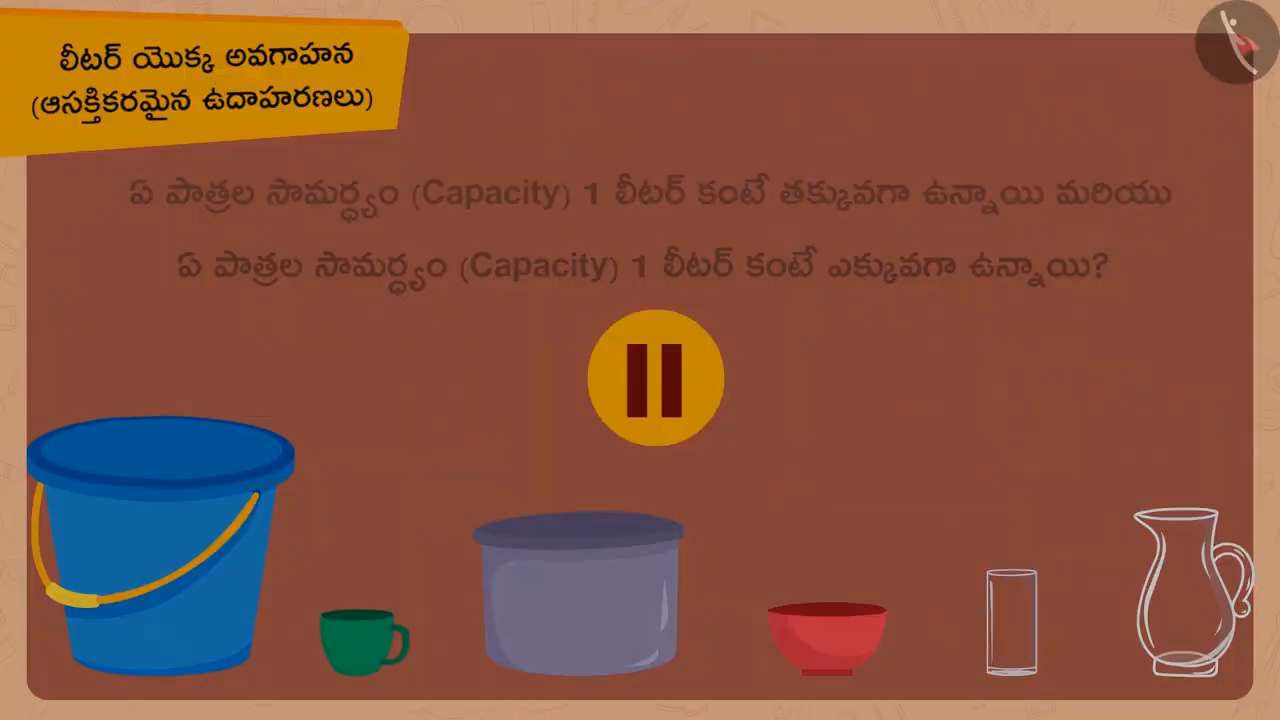 లీటర్ యొక్క అవగాహన
(ఆసక్తికరమైన ఉదాహరణలు)
ఏ పాత్రల సామర్ధ్యం (Capacity) 1 లీటర్ కంటే తక్కువగా ఉన్నాయి మరియు
ఏ పాత్రల సామర్ధ్యం (Capacity) 1 లీటర్ కంటే ఎక్కువగా ఉన్నాయి?